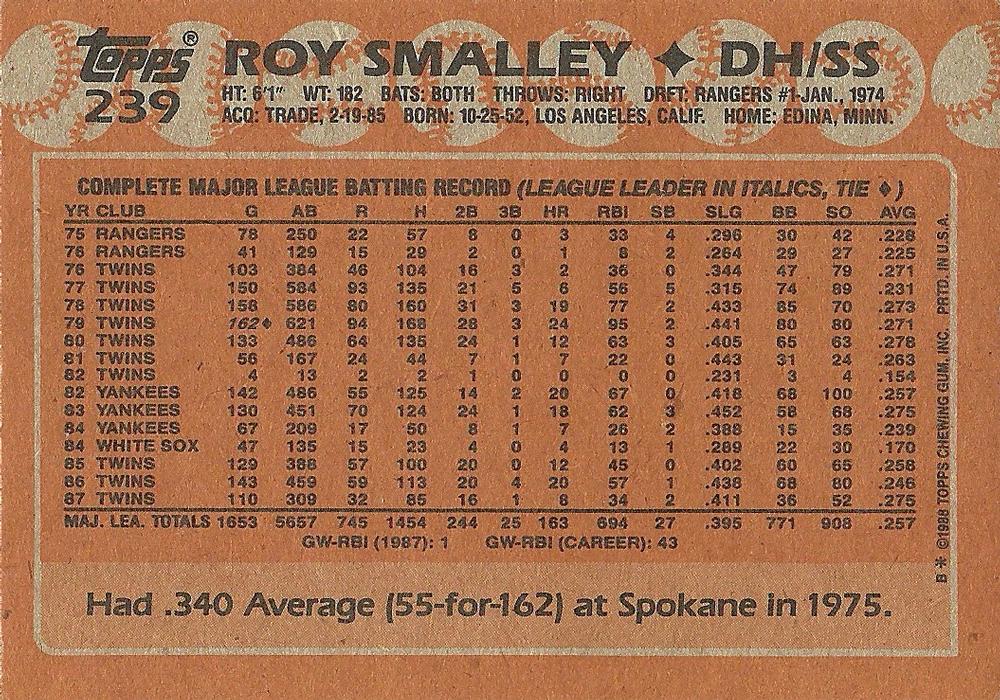 Topps® ROY SMALLEY ✦ DH/SS
239 HT: 6'1" WT: 182 BATS: BOTH THROWS: RIGHT DRFT: RANGERS #1-JAN., 1974
ACQ: TRADE, 2-19-85 BORN: 10-25-52, LOS ANGELES, CALIF. HOME: EDINA, MINN.
COMPLETE MAJOR LEAGUE BATTING RECORD (LEAGUE LEADER IN ITALICS, TIE ♦)
YR CLUB G AB R H 2B 3B HR RBI SB SLG BB SO AVG
75 RANGERS 78 250 22 57 8 0 3 33 4 .296 30 42 .228
76 RANGERS 41 129 15 29 2 0 1 8 2 .264 29 27 .225
76 TWINS 103 384 46 104 16 3 2 36 0 .344 47 79 .271
77 TWINS 150 584 93 135 21 5 6 56 5 .315 74 89 .231
78 TWINS 158 586 80 160 31 3 19 77 2 .433 85 70 .273
79 TWINS 162♦ 621 94 168 28 3 24 95 2 .441 80 80 .271
80 TWINS 133 486 64 135 24 1 12 63 3 .405 65 63 .278
81 TWINS 56 167 24 44 7 1 7 22 0 .443 31 24 .263
82 TWINS 4 13 2 2 1 0 0 0 0 .231 3 4 .154
82 YANKEES 142 486 55 125 14 2 20 67 0 .418 68 100 .257
83 YANKEES 130 451 70 124 24 1 18 62 3 .452 58 68 .275
84 YANKEES 67 209 17 50 8 1 7 26 2 .388 15 35 .239
84 WHITE SOX 47 135 15 23 4 0 4 13 1 .289 22 30 .170
85 TWINS 129 388 57 100 20 0 12 45 0 .402 60 65 .258
86 TWINS 143 459 59 113 20 4 20 57 1 .438 68 80 .246
87 TWINS 110 309 32 85 16 1 8 34 2 .411 36 52 .275
MAJ. LEA. TOTALS 1653 5657 745 1454 244 25 163 694 27 .395 771 908 .257
GW-RBI (1987): 1 GW-RBI (CAREER): 43
Had .340 Average (55-for-162) at Spokane in 1975.
B * ©1988 TOPPS CHEWING GUM, INC. PRTD. IN U.S.A.